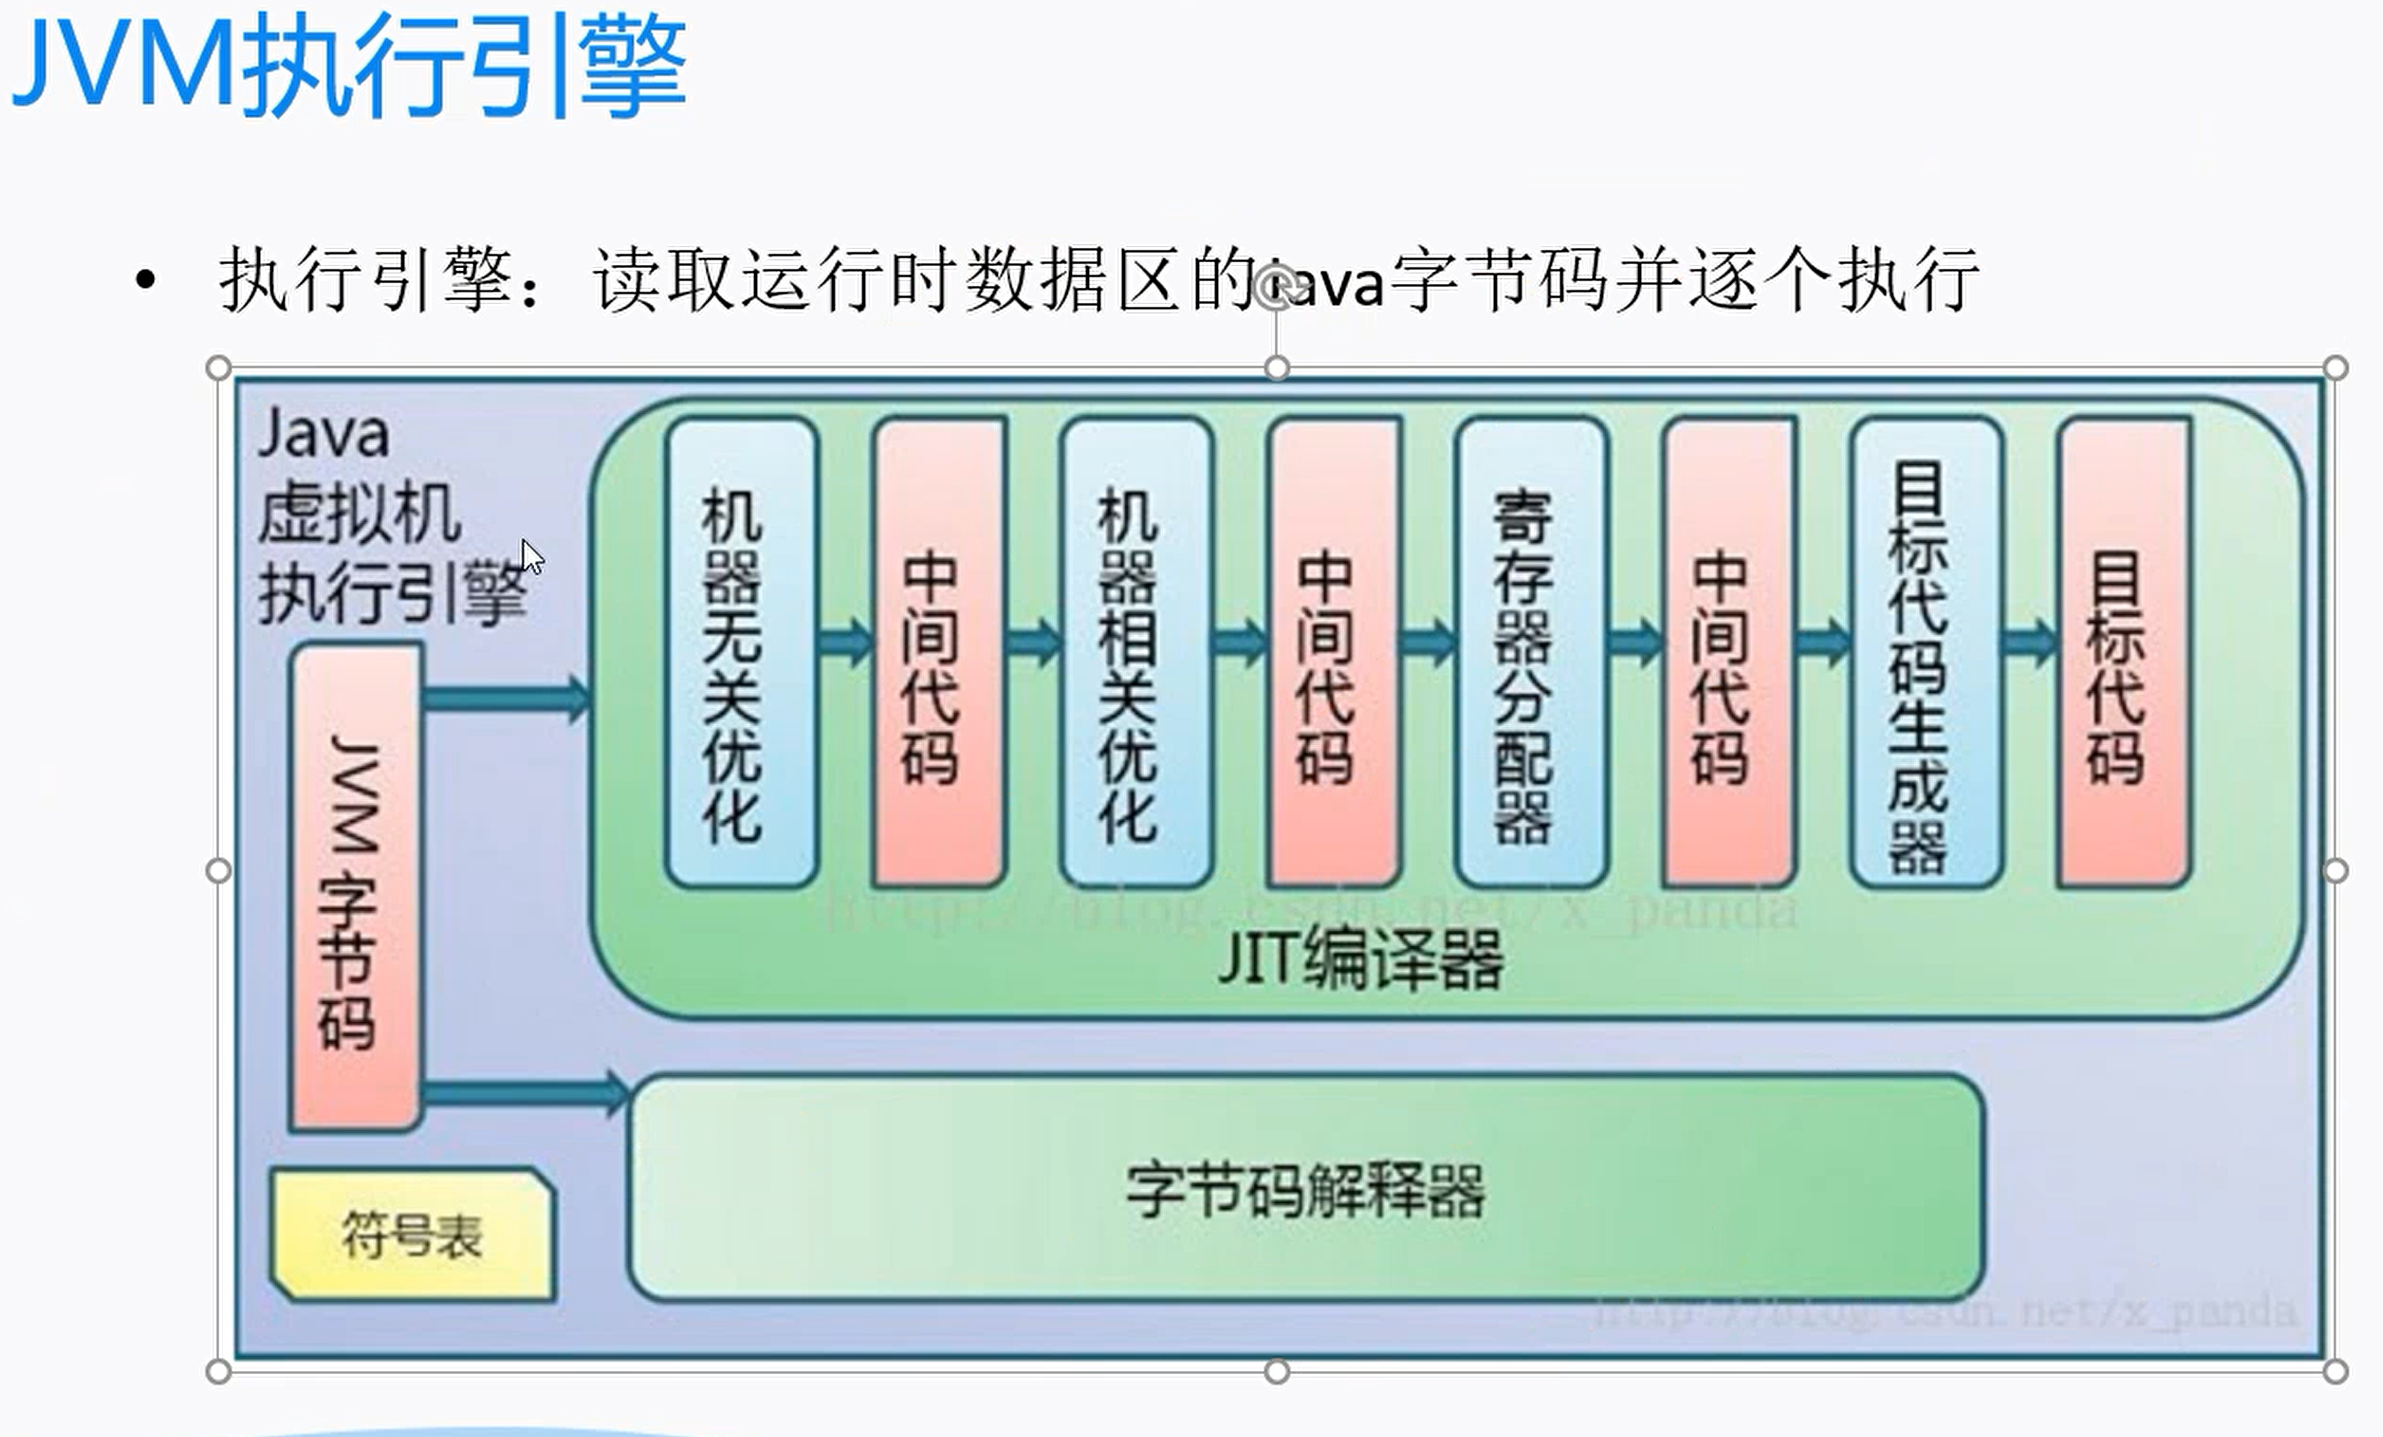 JVM执行引擎
• 执行引擎：读取运行时数据区的Java字节码并逐个执行
Java
虚拟机
执行引擎
JVM字节码
机器无关优化
中间代码
机器相关优化
中间代码
寄存器分配器
中间代码
目标代码生成器
目标代码
http://blog.csdn.net/x_panda
JIT编译器
字节码解释器
符号表
http://blog.csdn.net/x_panda